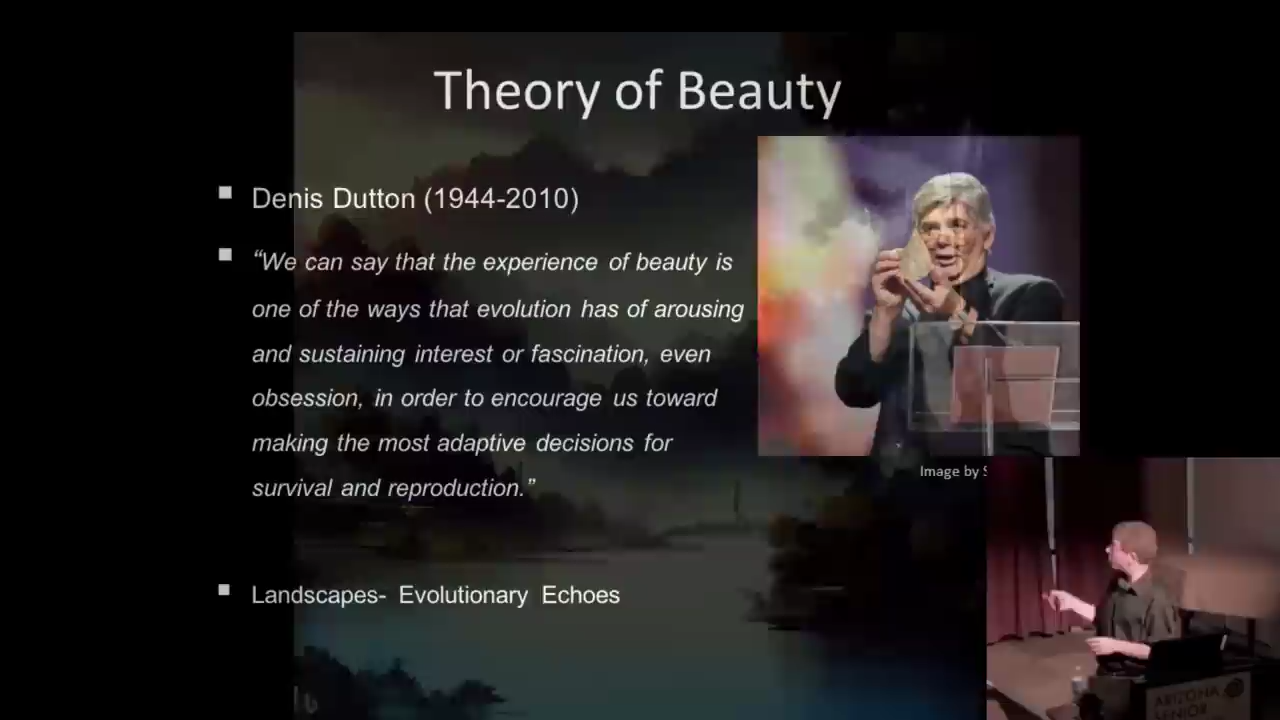 Theory of Beauty
▪ Denis Dutton (1944-2010)
▪ “We can say that the experience of beauty is
one of the ways that evolution has of arousing
and sustaining interest or fascination, even
obsession, in order to encourage us toward
making the most adaptive decisions for
survival and reproduction.”
Image by S
▪ Landscapes- Evolutionary Echoes
ARIZONA
SENIOR